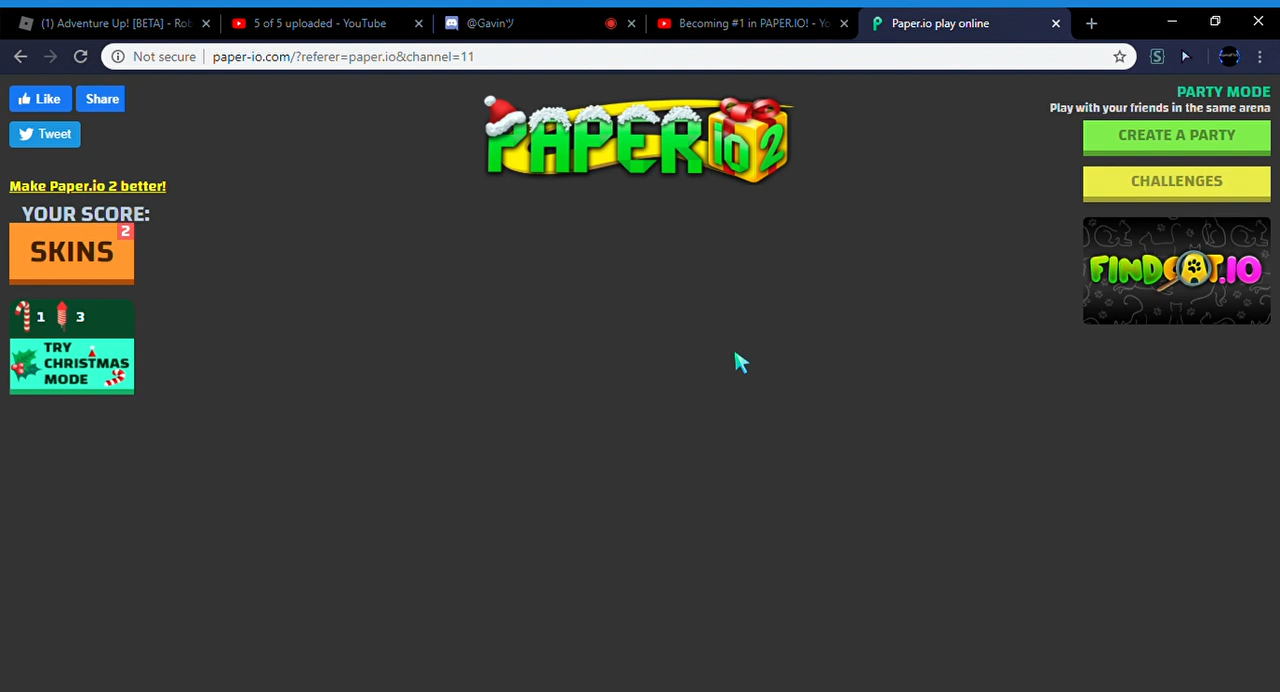 (1) Adventure Up! [BETA] - Rob
5 of 5 uploaded - YouTube
@Gavinツ
Becoming #1 in PAPER.IO! - Yo
Paper.io play online
Not secure
paper-io.com/?referer=paper.io&channel=11
Like
Share
Tweet
Make Paper.io 2 better!
YOUR SCORE:
2
SKINS
1
3
TRY
CHRISTMAS
MODE
PAPER io 2
PARTY MODE
Play with your friends in the same arena
CREATE A PARTY
CHALLENGES
FINDCAT.IO